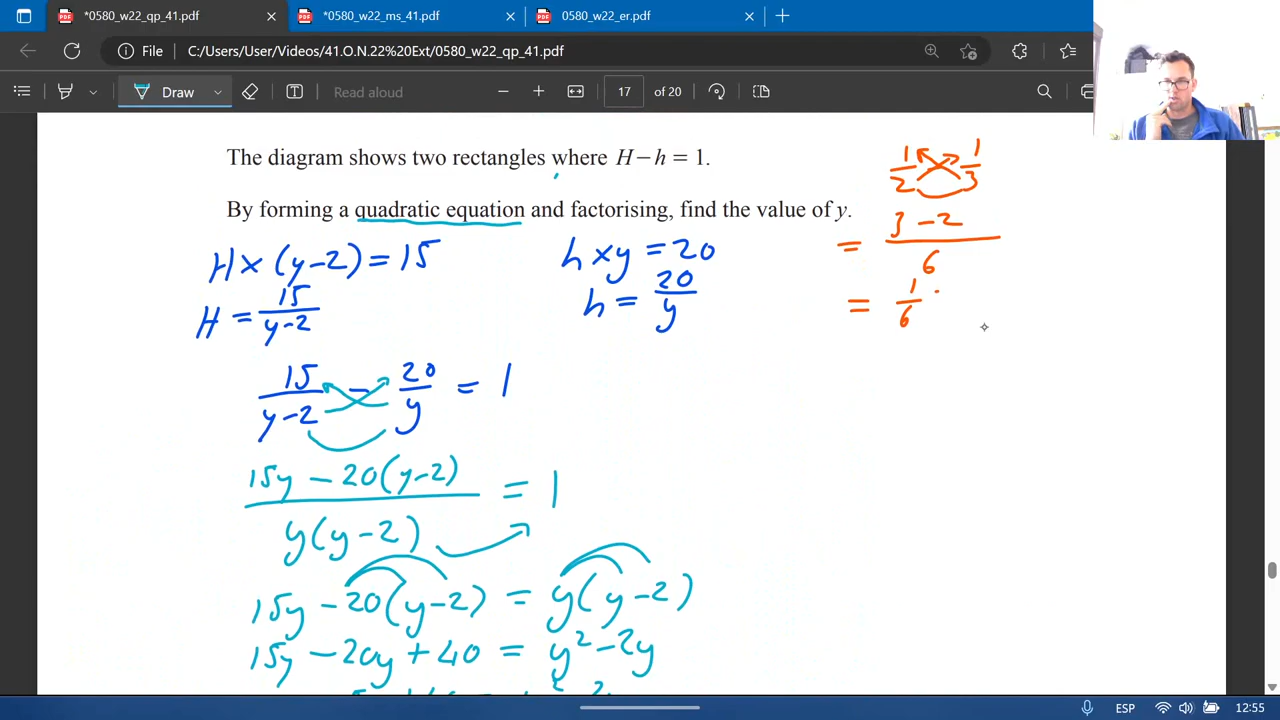 *0580_w22_qp_41.pdf
*0580_w22_ms_41.pdf
0580_w22_er.pdf
File C:/Users/User/Videos/41.O.N.22%20Ext/0580_w22_qp_41.pdf
Draw Read aloud 17 of 20
The diagram shows two rectangles where H − h = 1.
By forming a quadratic equation and factorising, find the value of y.
H × (y−2) = 15
H = 15/(y−2)
h × y = 20
h = 20/y
1/2 − 1/3
= (3 − 2)/6
= 1/6
15/(y−2) − 20/y = 1
(15y − 20(y−2))/(y(y−2)) = 1
15y − 20(y−2) = y(y−2)
15y − 20y + 40 = y² − 2y
ESP 12:55